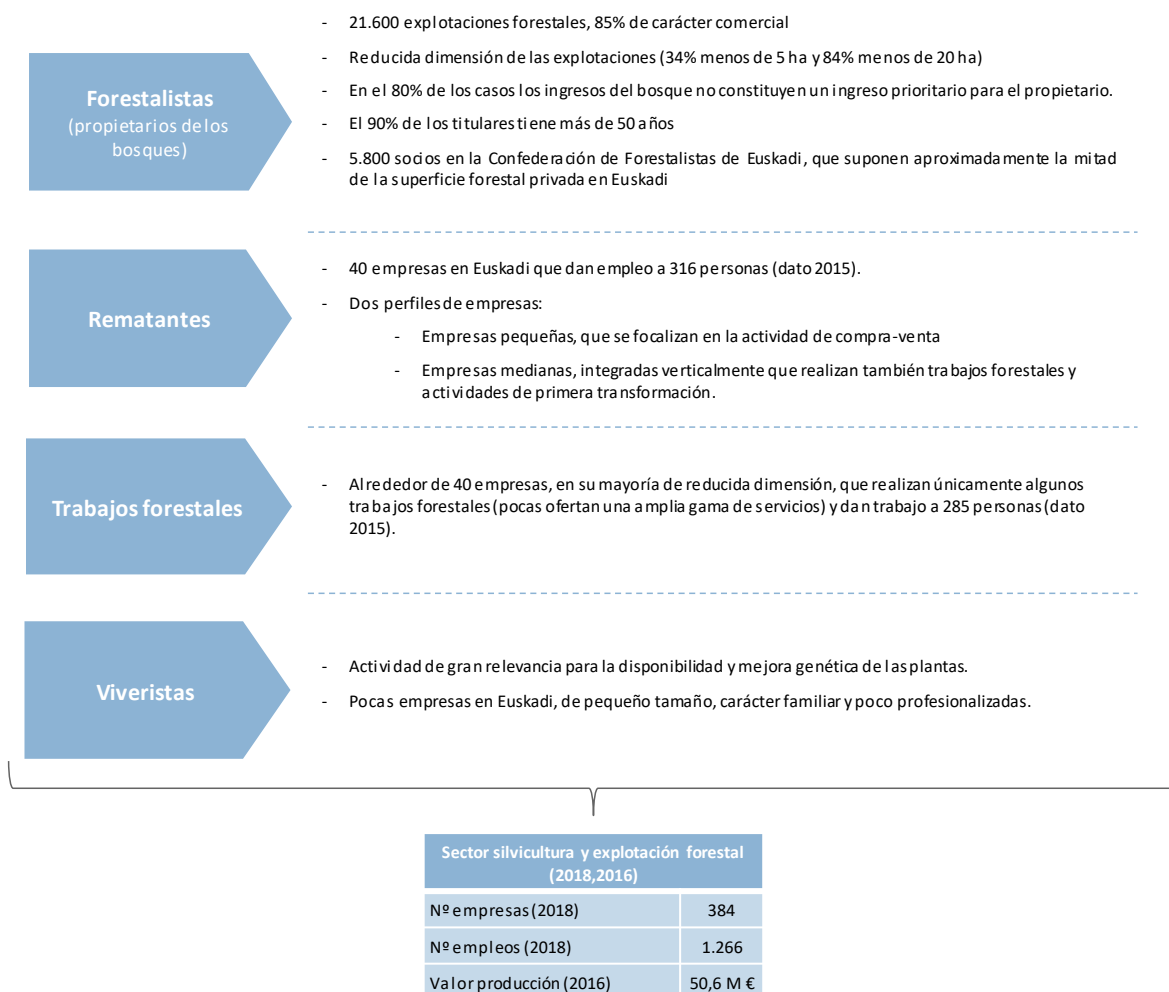 - 21.600 explotaciones forestales, 85% de carácter comercial
- Reducida dimensión de las explotaciones (34% menos de 5 ha y 84% menos de 20 ha)
- En el 80% de los casos los ingresos del bosque no constituyen un ingreso prioritario para el propietario.
- El 90% de los titulares tiene más de 50 años
- 5.800 socios en la Confederación de Forestalistas de Euskadi, que suponen aproximadamente la mitad
de la superficie forestal privada en Euskadi
Forestalistas
(propietarios de los
bosques)
- 40 empresas en Euskadi que dan empleo a 316 personas (dato 2015).
- Dos perfiles de empresas:
- Empresas pequeñas, que se focalizan en la actividad de compra-venta
- Empresas medianas, integradas verticalmente que realizan también trabajos forestales y
actividades de primera transformación.
Rematantes
- Alrededor de 40 empresas, en su mayoría de reducida dimensión, que realizan únicamente algunos
trabajos forestales (pocas ofertan una amplia gama de servicios) y dan trabajo a 285 personas (dato
2015).
Trabajos forestales
- Actividad de gran relevancia para la disponibilidad y mejora genética de las plantas.
- Pocas empresas en Euskadi, de pequeño tamaño, carácter familiar y poco profesionalizadas.
Viveristas
Sector silvicultura y explotación forestal
(2018,2016)
Nº empresas (2018) 384
Nº empleos (2018) 1.266
Valor producción (2016) 50,6 M €